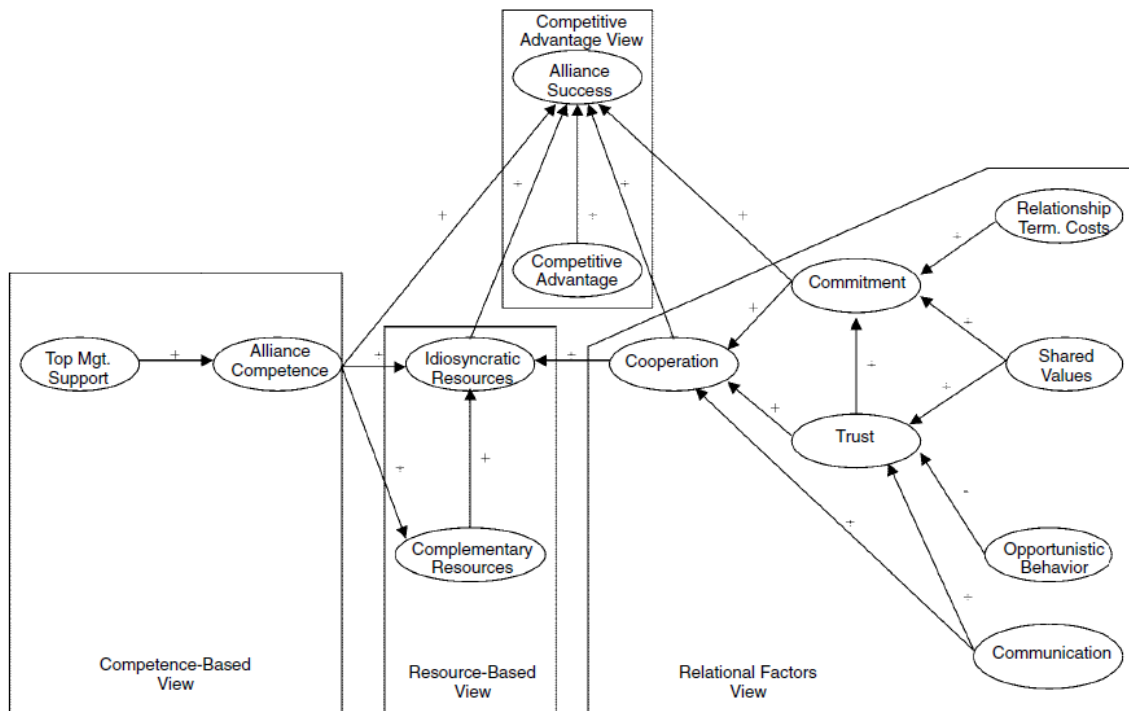 Competitive
Advantage View
Alliance
Success
+
+
+
+
+
Competitive
Advantage
Relationship
Term. Costs
+
Commitment
+
+
Top Mgt.
Support
+
Alliance
Competence
+
Idiosyncratic
Resources
+
Cooperation
+
+
Shared
Values
+
Trust
+
+
+
-
Complementary
Resources
Opportunistic
Behavior
+
+
Communication
Competence-Based
View
Resource-Based
View
Relational Factors
View